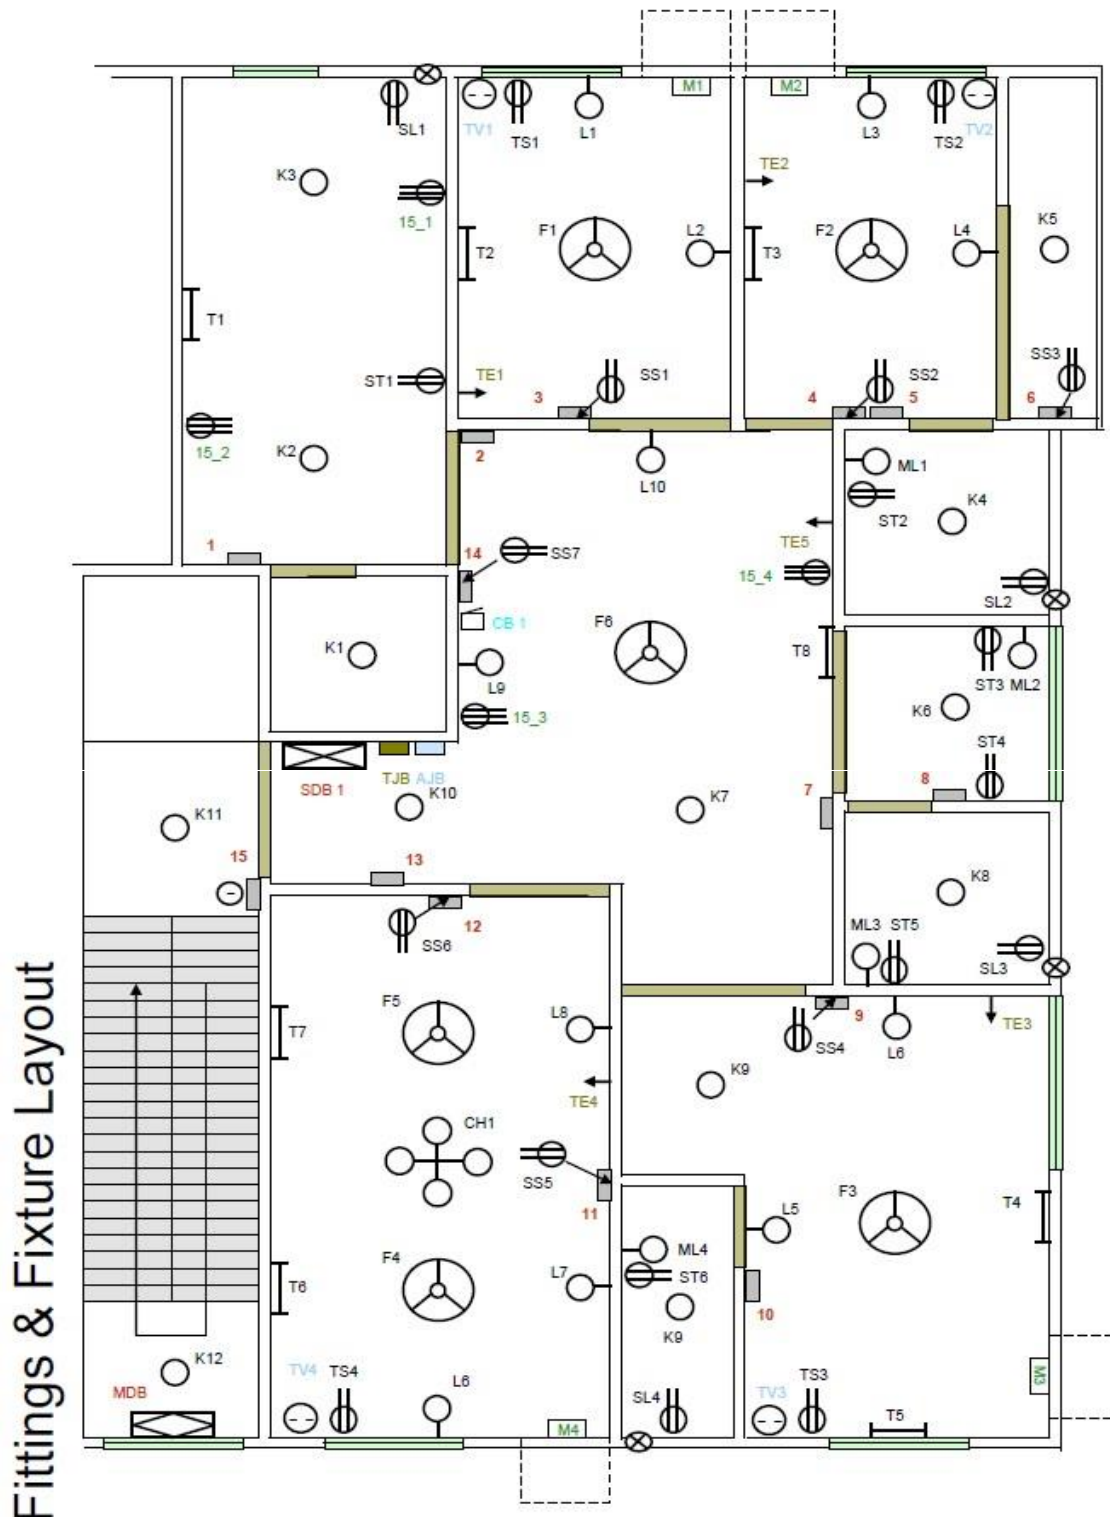 Fittings & Fixture Layout
SL1
TV1
TS1
L1
M1
M2
L3
TS2
TV2
K3
15_1
TE2
T2
F1
L2
T3
F2
L4
K5
T1
ST1
TE1
3
SS1
4
SS2
5
SS3
6
15_2
K2
2
L10
ML1
ST2
K4
1
14
SS7
TE5
15_4
SL2
CB 1
F6
K1
L9
T8
ST3
ML2
15_3
K6
ST4
SDB 1
TJB
AJB
K10
K7
7
8
K11
15
13
K8
12
SS6
ML3
ST5
SL3
F5
L8
T7
SS4
9
L6
TE3
K9
TE4
CH1
SS5
11
F3
T4
L5
F4
L7
T6
ML4
ST6
K9
10
K12
MDB
TV4
TS4
L6
M4
SL4
TV3
TS3
T5
M3